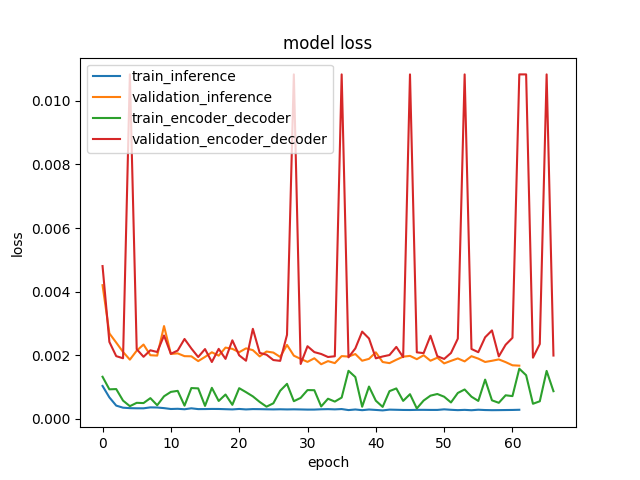 model loss
train_inference
validation_inference
train_encoder_decoder
validation_encoder_decoder
loss
0.010
0.008
0.006
0.004
0.002
0.000
0 10 20 30 40 50 60
epoch